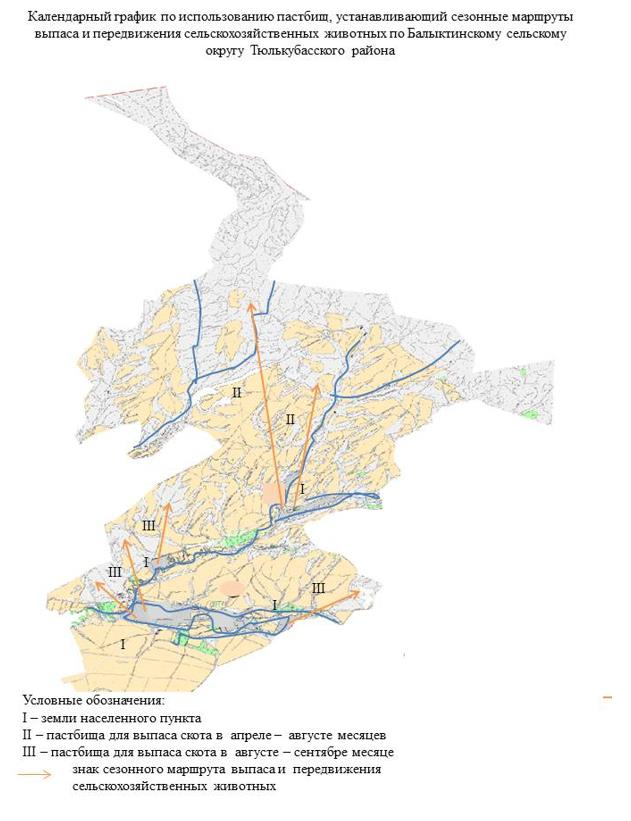 Календарный график по использованию пастбищ, устанавливающий сезонные маршруты
выпаса и передвижения сельскохозяйственных животных по Балыктинскому сельскому
округу Тюлькубасского района
II
II
I
III
I
III
III
I
I
Условные обозначения:
I – земли населенного пункта
II – пастбища для выпаса скота в апреле – августе месяцев
III – пастбища для выпаса скота в августе – сентябре месяце
знак сезонного маршрута выпаса и передвижения
сельскохозяйственных животных